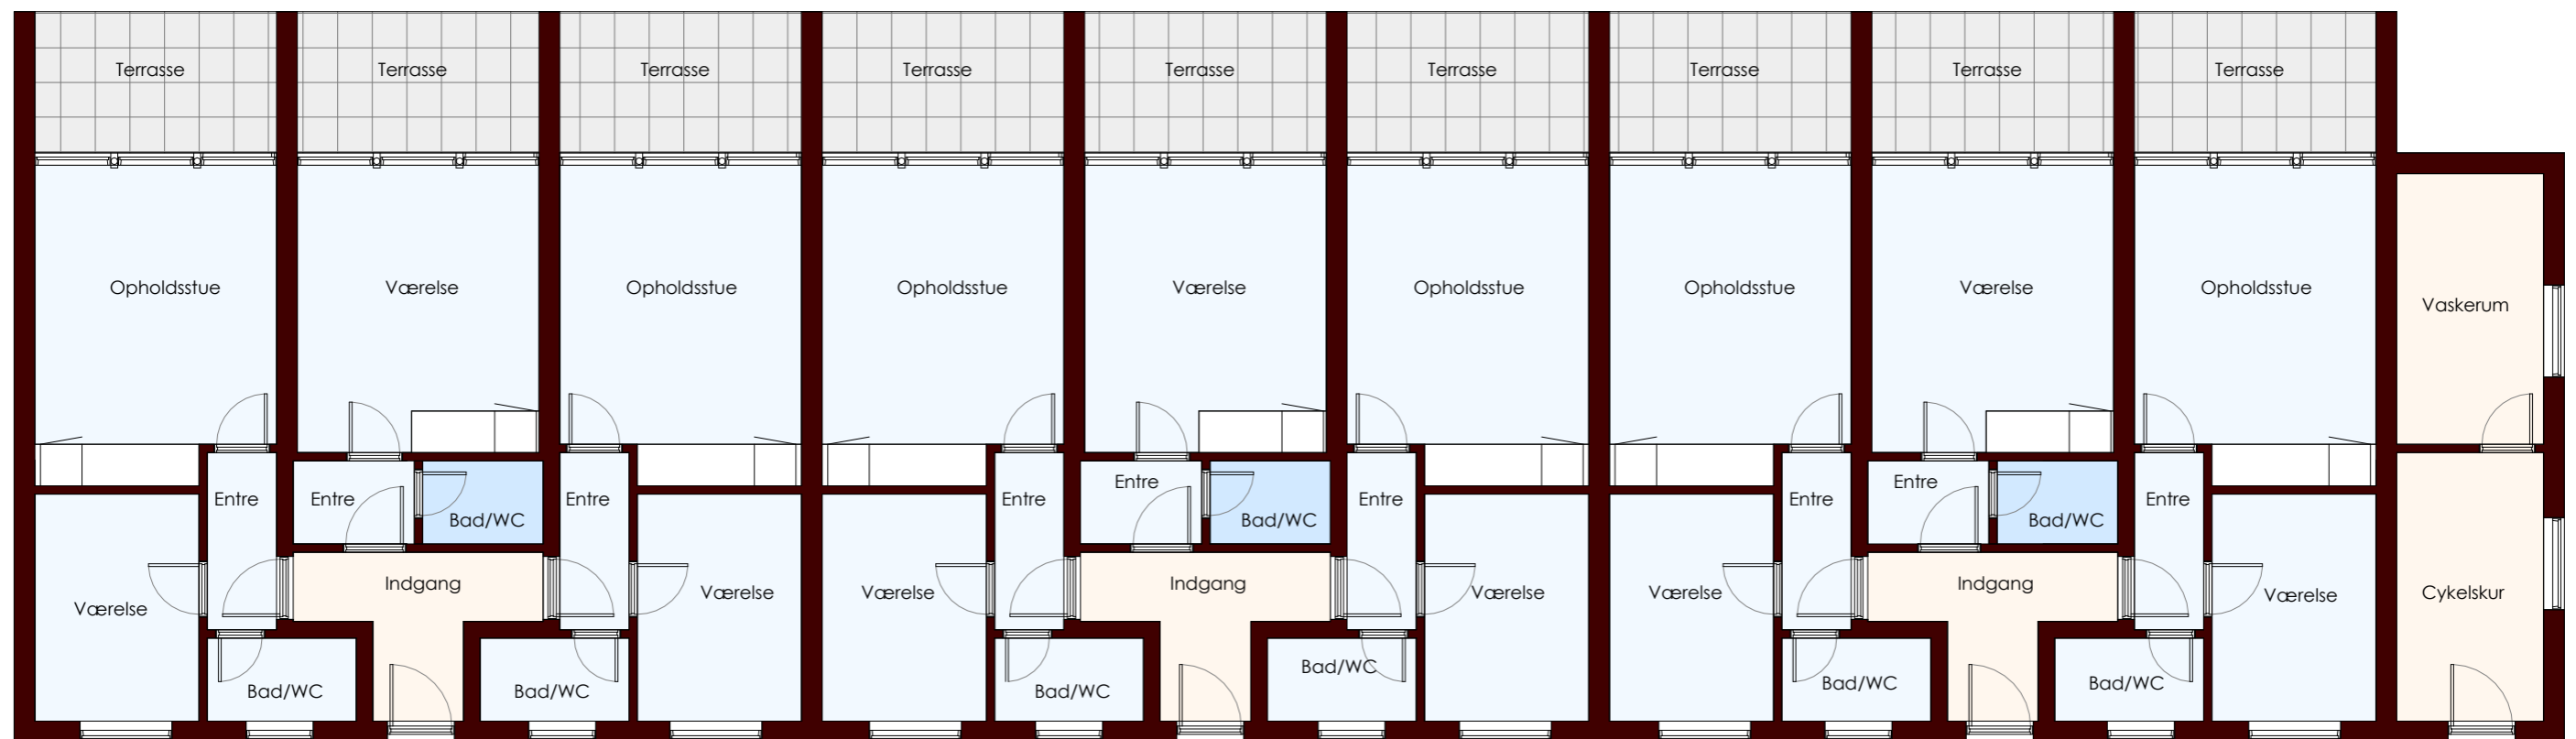 Terrasse
Terrasse
Terrasse
Terrasse
Terrasse
Terrasse
Terrasse
Terrasse
Terrasse
Opholdsstue
Værelse
Opholdsstue
Opholdsstue
Værelse
Opholdsstue
Opholdsstue
Værelse
Opholdsstue
Vaskerum
Entre
Entre
Bad/WC
Entre
Entre
Entre
Bad/WC
Entre
Entre
Entre
Bad/WC
Entre
Værelse
Indgang
Værelse
Værelse
Indgang
Værelse
Værelse
Indgang
Værelse
Cykelskur
Bad/WC
Bad/WC
Bad/WC
Bad/WC
Bad/WC
Bad/WC